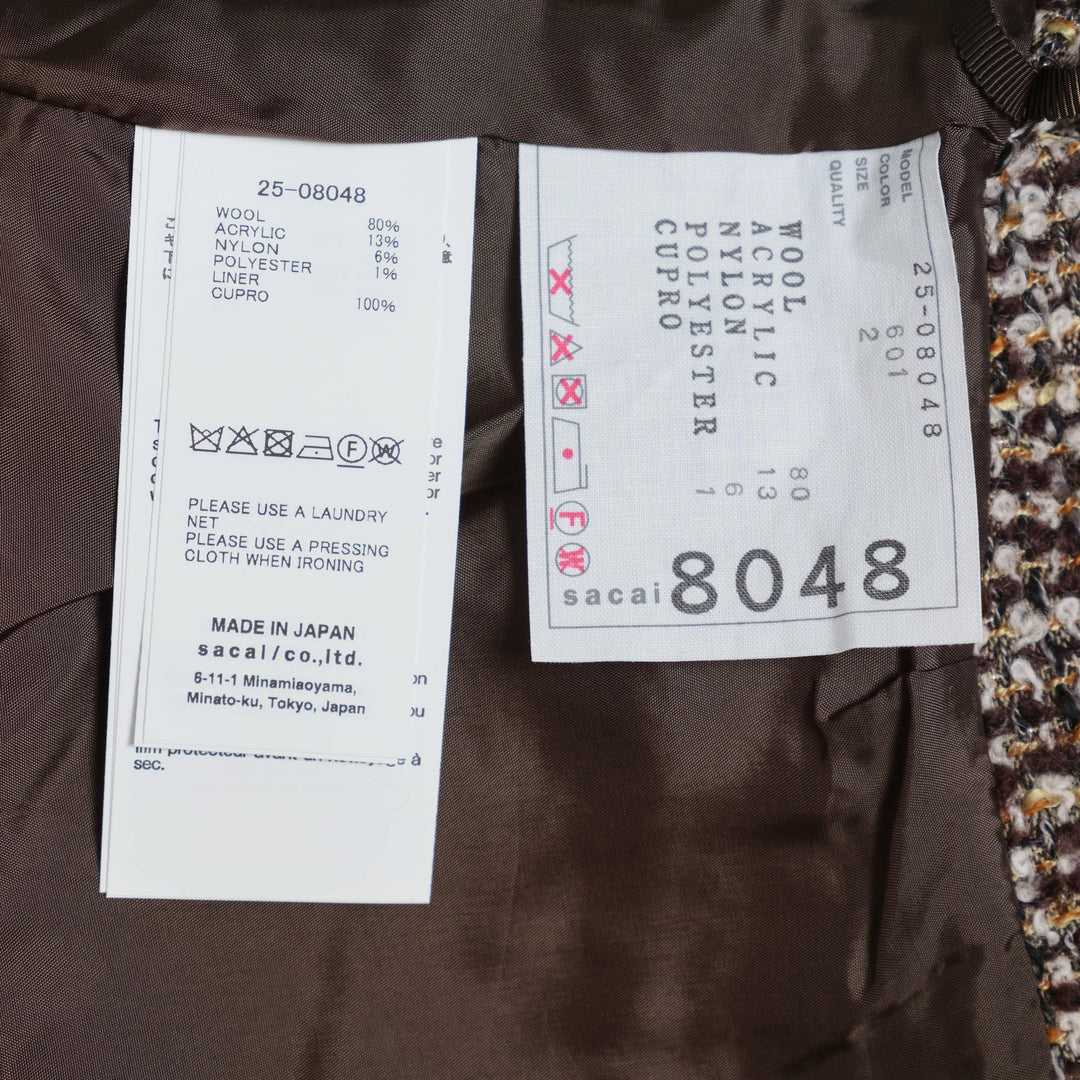 25-08048
WOOL 80%
ACRYLIC 13%
NYLON 6%
POLYESTER 1%
LINER
CUPRO 100%
F
W
PLEASE USE A LAUNDRY
NET
PLEASE USE A PRESSING
CLOTH WHEN IRONING
MADE IN JAPAN
sacai/co.,ltd.
6-11-1 Minamiaoyama,
Minato-ku, Tokyo, Japan
à
sec.
MODEL 25-08048
COLOR 601
SIZE 2
QUALITY
WOOL 80
ACRYLIC 13
NYLON 6
POLYESTER 1
CUPRO
F
W
sacai 8048